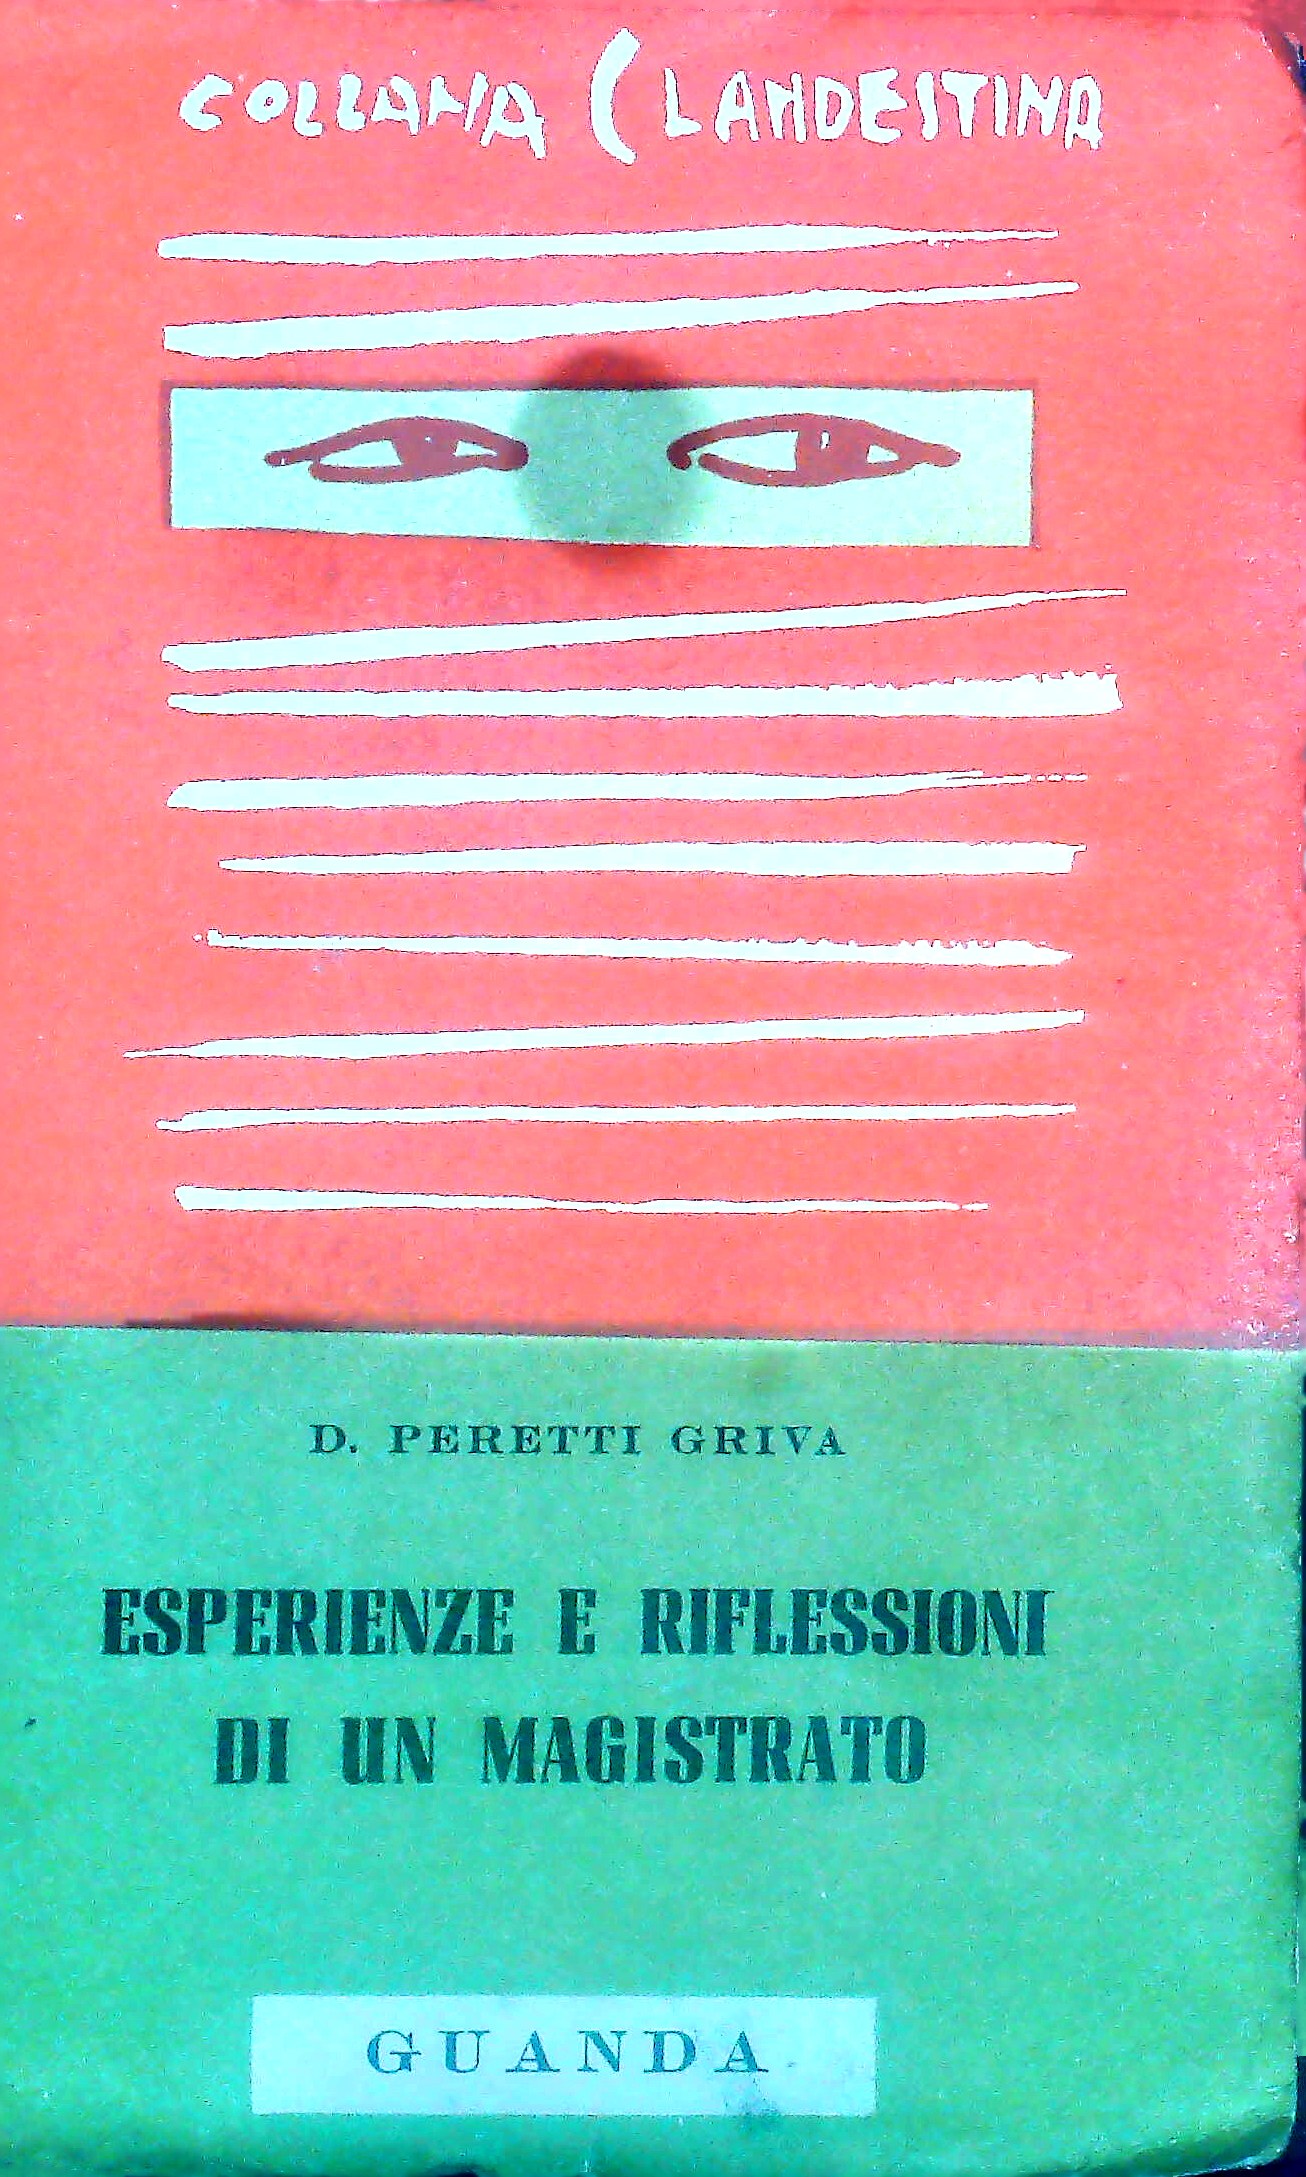 COLLANA CLANDESTINA
D. PERETTI GRIVA
ESPERIENZE E RIFLESSIONI
DI UN MAGISTRATO
GUANDA